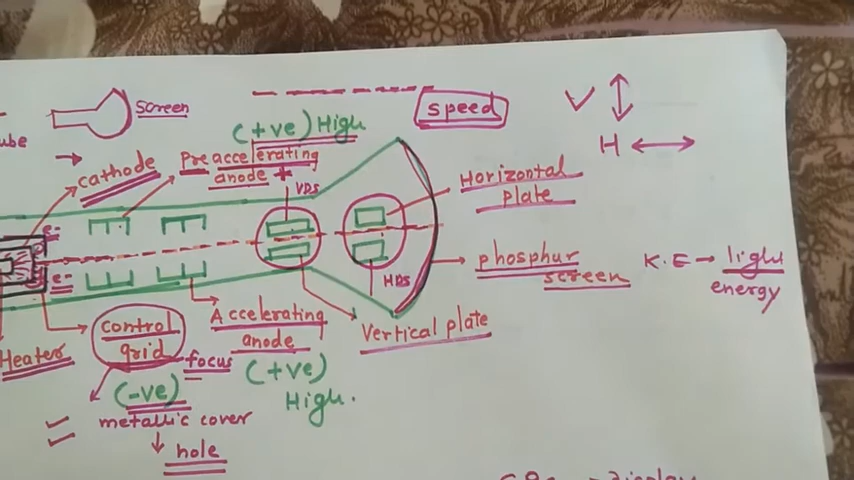 Screen
speed
V
H
ube
(+ve) High
cathode
Pre accelerating
anode +
VDS
Horizontal
plate
e-
e-
phosphur
screen
K.E → light
energy
HDS
Heater
control
grid
focus
(-ve)
Accelerating
anode
(+ve)
High.
Vertical plate
metallic cover
hole